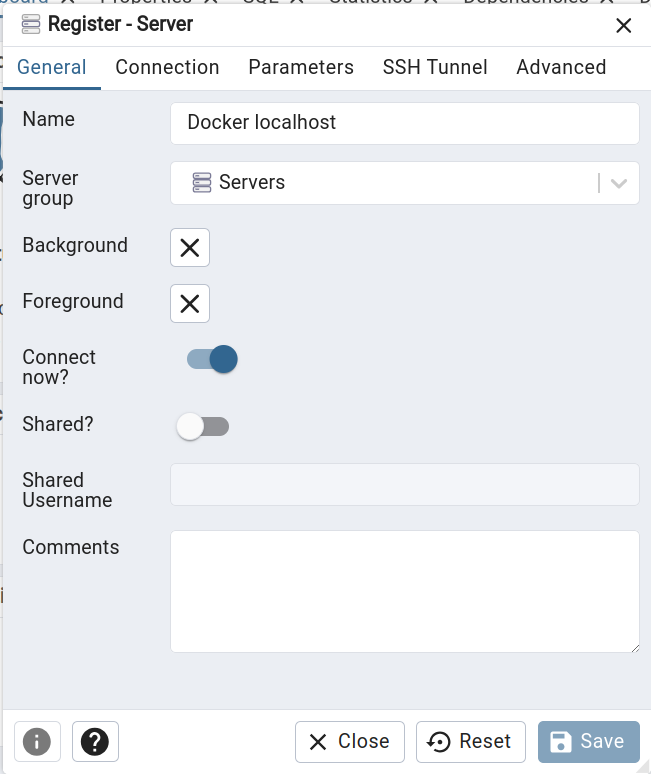 Register - Server
General Connection Parameters SSH Tunnel Advanced
Name Docker localhost
Server
group
Servers
Background
Foreground
Connect
now?
Shared?
Shared
Username
Comments
Close Reset Save